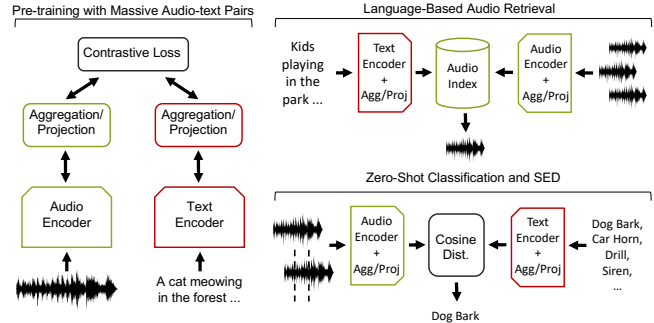 Pre-training with Massive Audio-text Pairs
Contrastive Loss
Aggregation/
Projection
Aggregation/
Projection
Audio
Encoder
Text
Encoder
A cat meowing
in the forest ...
Language-Based Audio Retrieval
Kids
playing
in the
park ...
Text
Encoder
+
Agg/Proj
Audio
Index
Audio
Encoder
+
Agg/Proj
Zero-Shot Classification and SED
Audio
Encoder
+
Agg/Proj
Cosine
Dist.
Text
Encoder
+
Agg/Proj
Dog Bark,
Car Horn,
Drill,
Siren,
...
Dog Bark